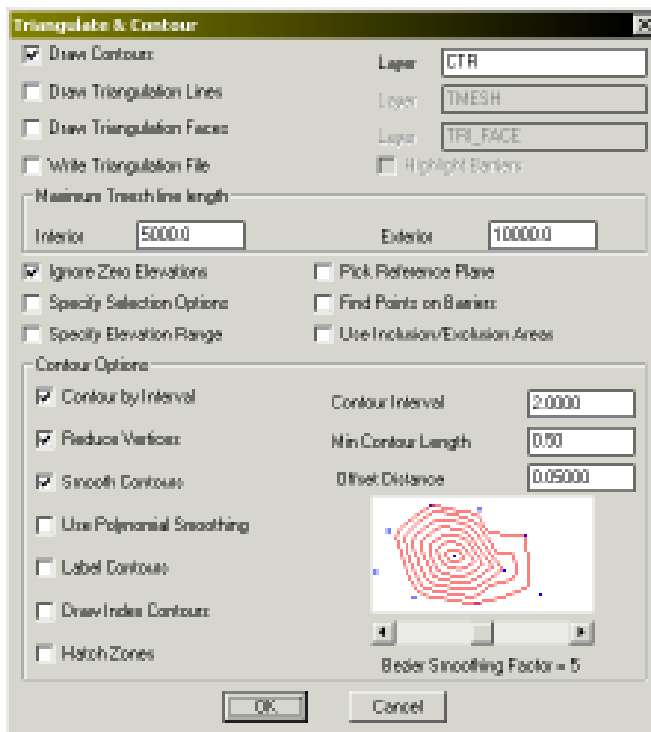 Triangulate & Contour
Draw Contours
Layer CTR
Draw Triangulation Lines
Layer TMESH
Draw Triangulation Faces
Layer TRI_FACE
Write Triangulation File
Highlight Barriers
Maximum Tmesh line length
Interior 5000.0 Exterior 10000.0
Ignore Zero Elevations Pick Reference Plane
Specify Selection Options Find Points on Barriers
Specify Elevation Range Use Inclusion/Exclusion Areas
Contour Options
Contour by Interval Contour Interval 2.0000
Reduce Vertices Min Contour Length 0.50
Smooth Contours Offset Distance 0.05000
Use Polynomial Smoothing
Label Contours
Draw Index Contours
Hatch Zones
Bezier Smoothing Factor = 5
OK Cancel